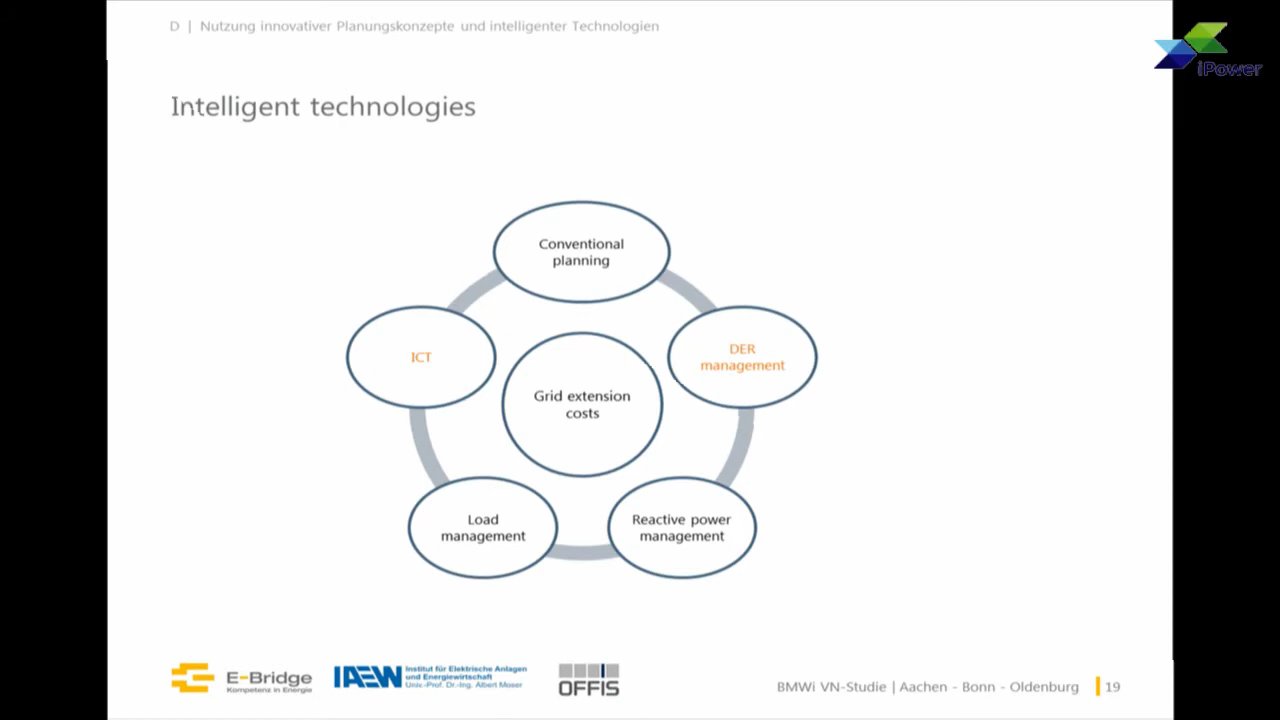 D | Nutzung innovativer Planungskonzepte und intelligenter Technologien
iPower
Intelligent technologies
Conventional
planning
ICT
DER
management
Grid extension
costs
Load
management
Reactive power
management
E-Bridge
Kompetenz in Energie
IAEW
Institut für Elektrische Anlagen
und Energiewirtschaft
Univ.-Prof. Dr.-Ing. Albert Moser
OFFIS
BMWi VN-Studie | Aachen - Bonn - Oldenburg
19